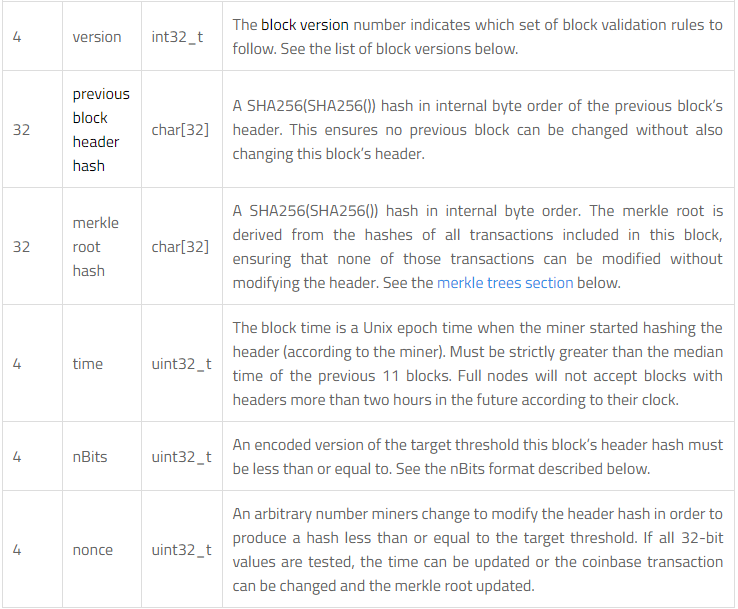 4 version int32_t The block version number indicates which set of block validation rules to
follow. See the list of block versions below.
32 previous block header hash char[32] A SHA256(SHA256()) hash in internal byte order of the previous block's
header. This ensures no previous block can be changed without also
changing this block's header.
32 merkle root hash char[32] A SHA256(SHA256()) hash in internal byte order. The merkle root is
derived from the hashes of all transactions included in this block,
ensuring that none of those transactions can be modified without
modifying the header. See the merkle trees section below.
4 time uint32_t The block time is a Unix epoch time when the miner started hashing the
header (according to the miner). Must be strictly greater than the median
time of the previous 11 blocks. Full nodes will not accept blocks with
headers more than two hours in the future according to their clock.
4 nBits uint32_t An encoded version of the target threshold this block's header hash must
be less than or equal to. See the nBits format described below.
4 nonce uint32_t An arbitrary number miners change to modify the header hash in order to
produce a hash less than or equal to the target threshold. If all 32-bit
values are tested, the time can be updated or the coinbase transaction
can be changed and the merkle root updated.